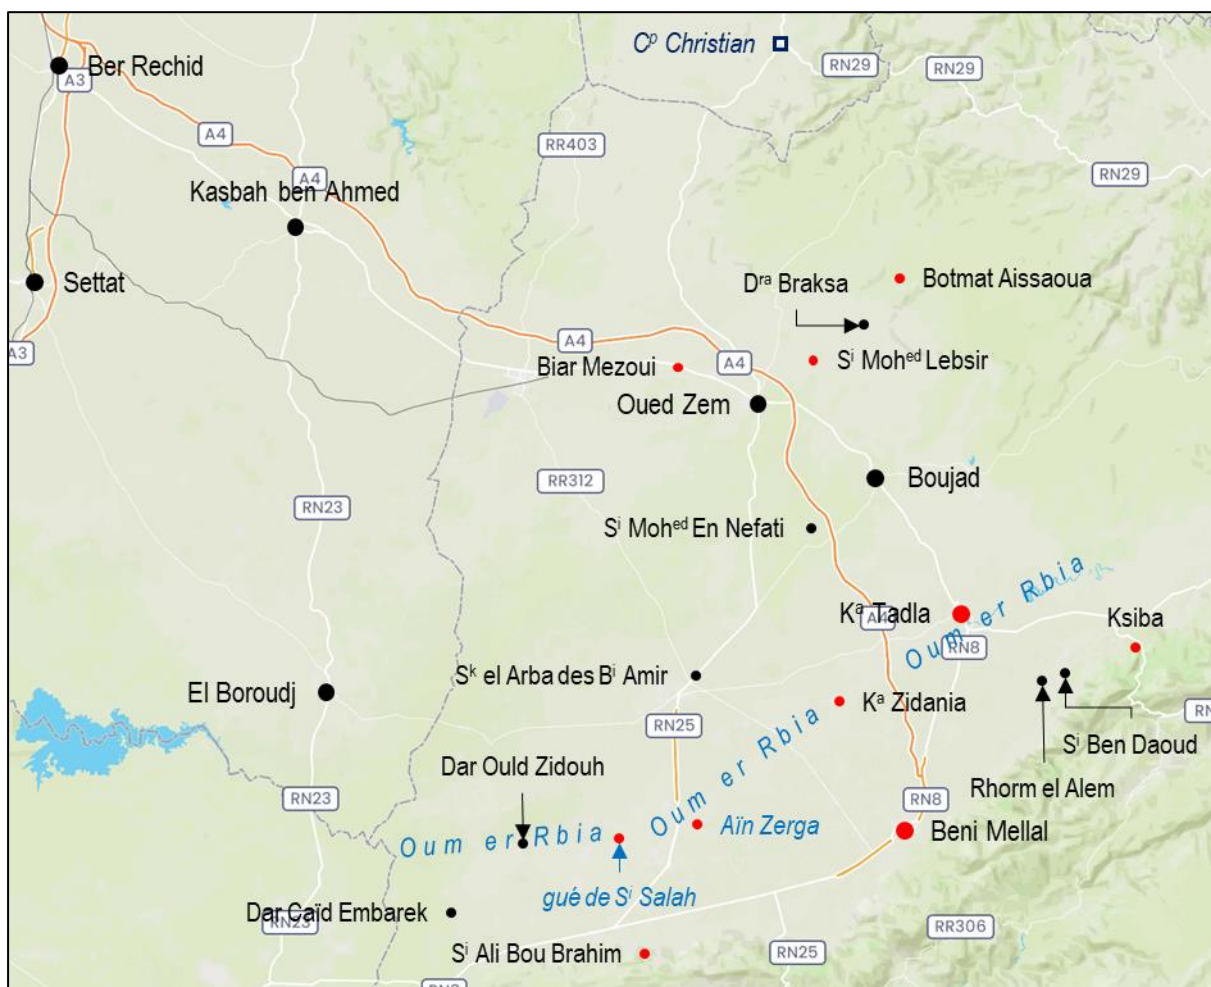 Cᵖ Christian
Ber Rechid
RN29
RN29
A3
A4
RR403
A4
RN29
Kasbah ben Ahmed
Settat
Dʳᵃ Braksa
Botmat Aissaoua
A3
A4
A4
Biar Mezoui
Sⁱ Mohᵉᵈ Lebsir
Oued Zem
Boujad
RR312
RN23
Sⁱ Mohᵉᵈ En Nefati
Oum er Rbia
Kᵃ Tadla
A4
Ksiba
RN8
Sᵏ el Arba des Bⁱ Amir
El Boroudj
Kᵃ Zidania
RN
RN25
Oum er Rbia
Sⁱ Ben Daoud
Dar Ould Zidouh
Rhorm el Alem
RN23
RN8
Oum er Rbia
Aïn Zerga
Beni Mellal
gué de Sⁱ Salah
Dar Caïd Embarek
RN23
RR306
Sⁱ Ali Bou Brahim
RN25